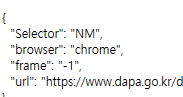 {
"Selector": "NM",
"browser": "chrome",
"frame": "-1",
"url": "https://www.dapa.go.kr/d
}